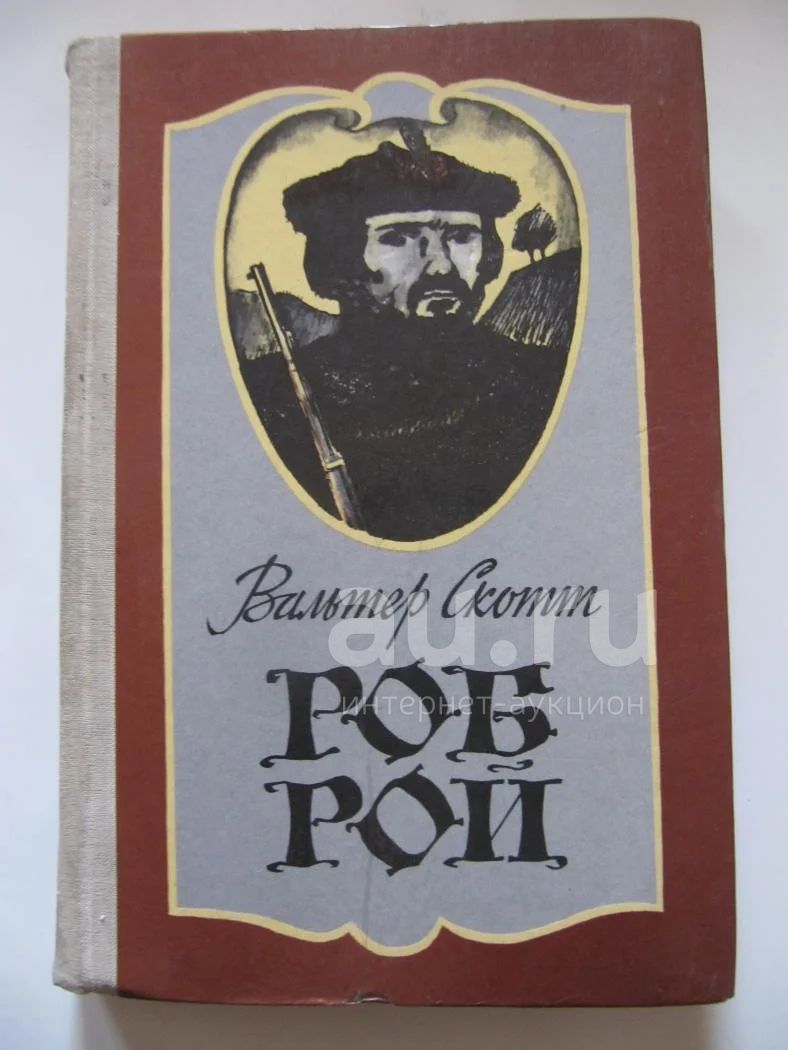 Вальтер Скотт
au.ru
интернет-аукцион
РОБ
РОЙ